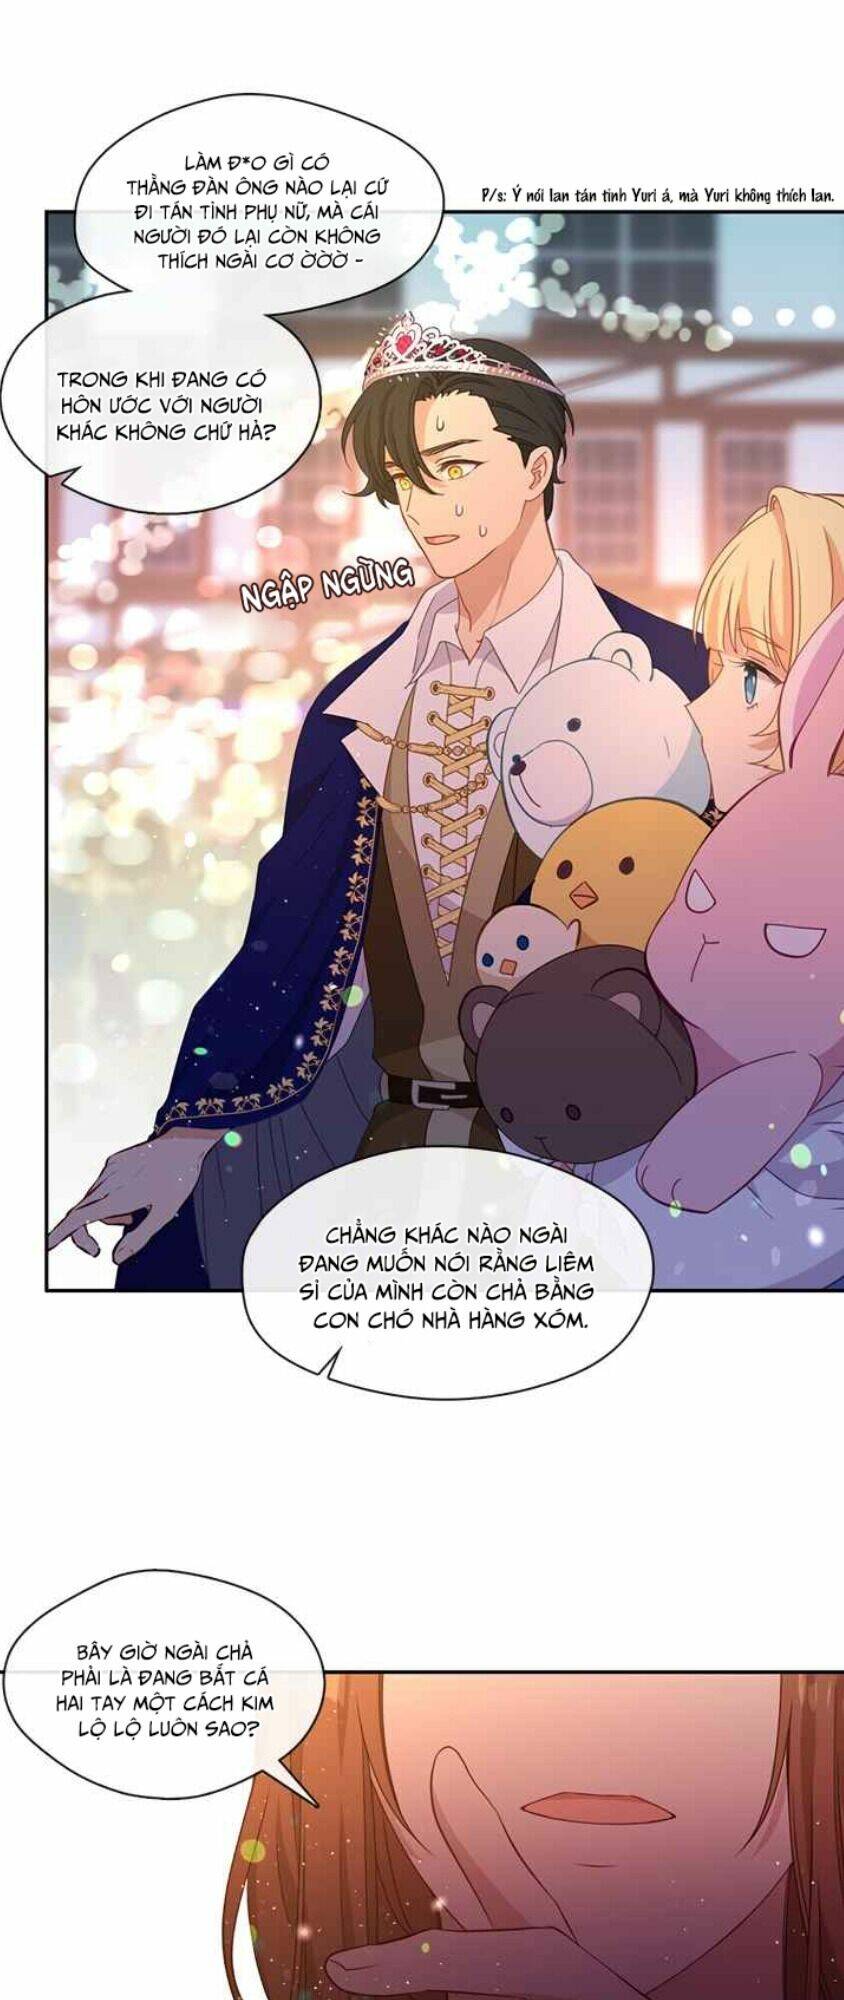 LÀM Đ*O GÌ CÓ
THẰNG ĐÀN ÔNG NÀO LẠI CỨ
ĐI TÁN TỈNH PHỤ NỮ, MÀ CÁI
NGƯỜI ĐÓ LẠI CÒN KHÔNG
THÍCH NGÀI CƠ ỜỜỜ -
P/s: Ý nói Ian tán tỉnh Yuri á, mà Yuri không thích Ian.
TRONG KHI ĐANG CÓ
HÔN ƯỚC VỚI NGƯỜI
KHÁC KHÔNG CHỨ HẢ?
NGẬP NGỪNG
CHẲNG KHÁC NÀO NGÀI
ĐANG MUỐN NÓI RẰNG LIÊM
SỈ CỦA MÌNH CÒN CHẢ BẰNG
CON CHÓ NHÀ HÀNG XÓM.
BÂY GIỜ NGÀI CHẢ
PHẢI LÀ ĐANG BẮT CÁ
HAI TAY MỘT CÁCH KIM
LỘ LỘ LUÔN SAO?